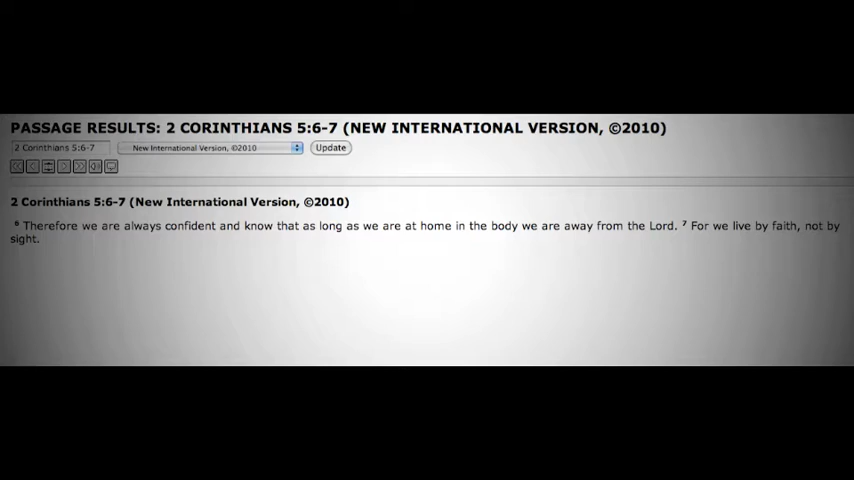 PASSAGE RESULTS: 2 CORINTHIANS 5:6-7 (NEW INTERNATIONAL VERSION, ©2010)
2 Corinthians 5:6-7 New International Version, ©2010 Update
2 Corinthians 5:6-7 (New International Version, ©2010)
6 Therefore we are always confident and know that as long as we are at home in the body we are away from the Lord. 7 For we live by faith, not by
sight.